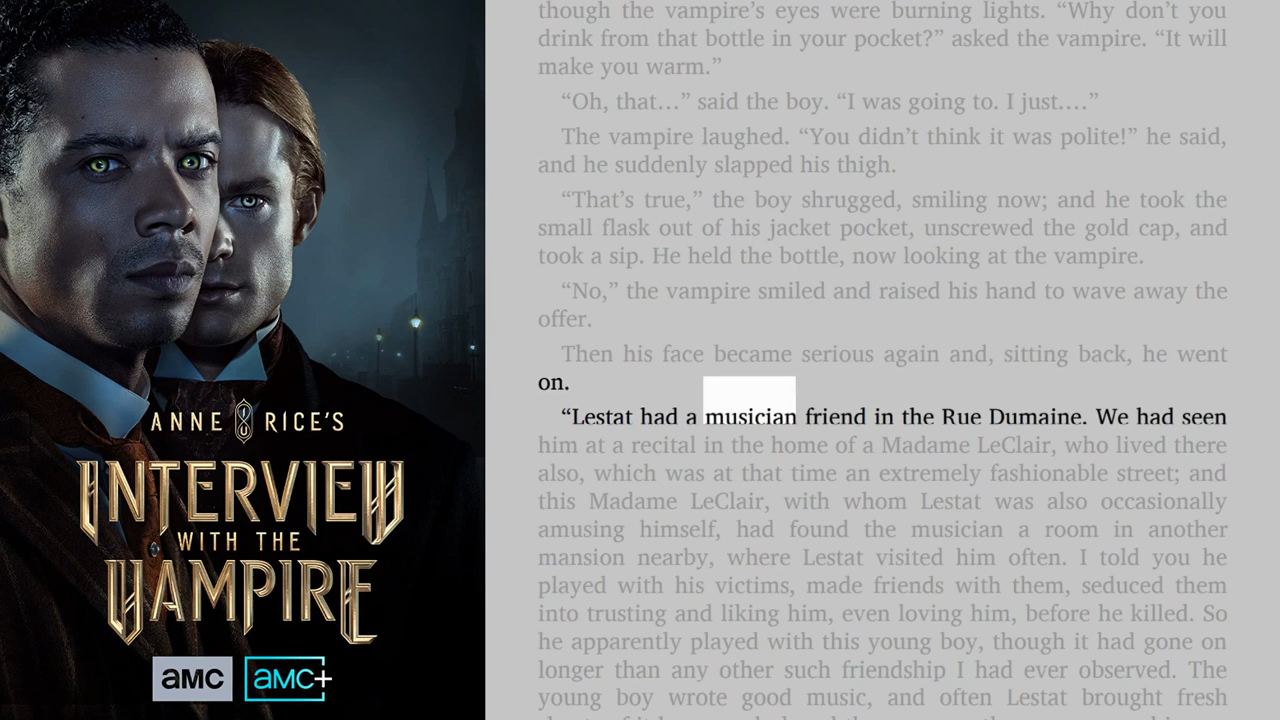 ANNE RICE'S
INTERVIEW
WITH THE
VAMPIRE
aMC
aMC+
though the vampire’s eyes were burning lights. “Why don’t you
drink from that bottle in your pocket?” asked the vampire. “It will
make you warm.”
“Oh, that…” said the boy. “I was going to. I just.…”
The vampire laughed. “You didn’t think it was polite!” he said,
and he suddenly slapped his thigh.
“That’s true,” the boy shrugged, smiling now; and he took the
small flask out of his jacket pocket, unscrewed the gold cap, and
took a sip. He held the bottle, now looking at the vampire.
“No,” the vampire smiled and raised his hand to wave away the
offer.
Then his face became serious again and, sitting back, he went
on.
“Lestat had a musician friend in the Rue Dumaine. We had seen
him at a recital in the home of a Madame LeClair, who lived there
also, which was at that time an extremely fashionable street; and
this Madame LeClair, with whom Lestat was also occasionally
amusing himself, had found the musician a room in another
mansion nearby, where Lestat visited him often. I told you he
played with his victims, made friends with them, seduced them
into trusting and liking him, even loving him, before he killed. So
he apparently played with this young boy, though it had gone on
longer than any other such friendship I had ever observed. The
young boy wrote good music, and often Lestat brought fresh